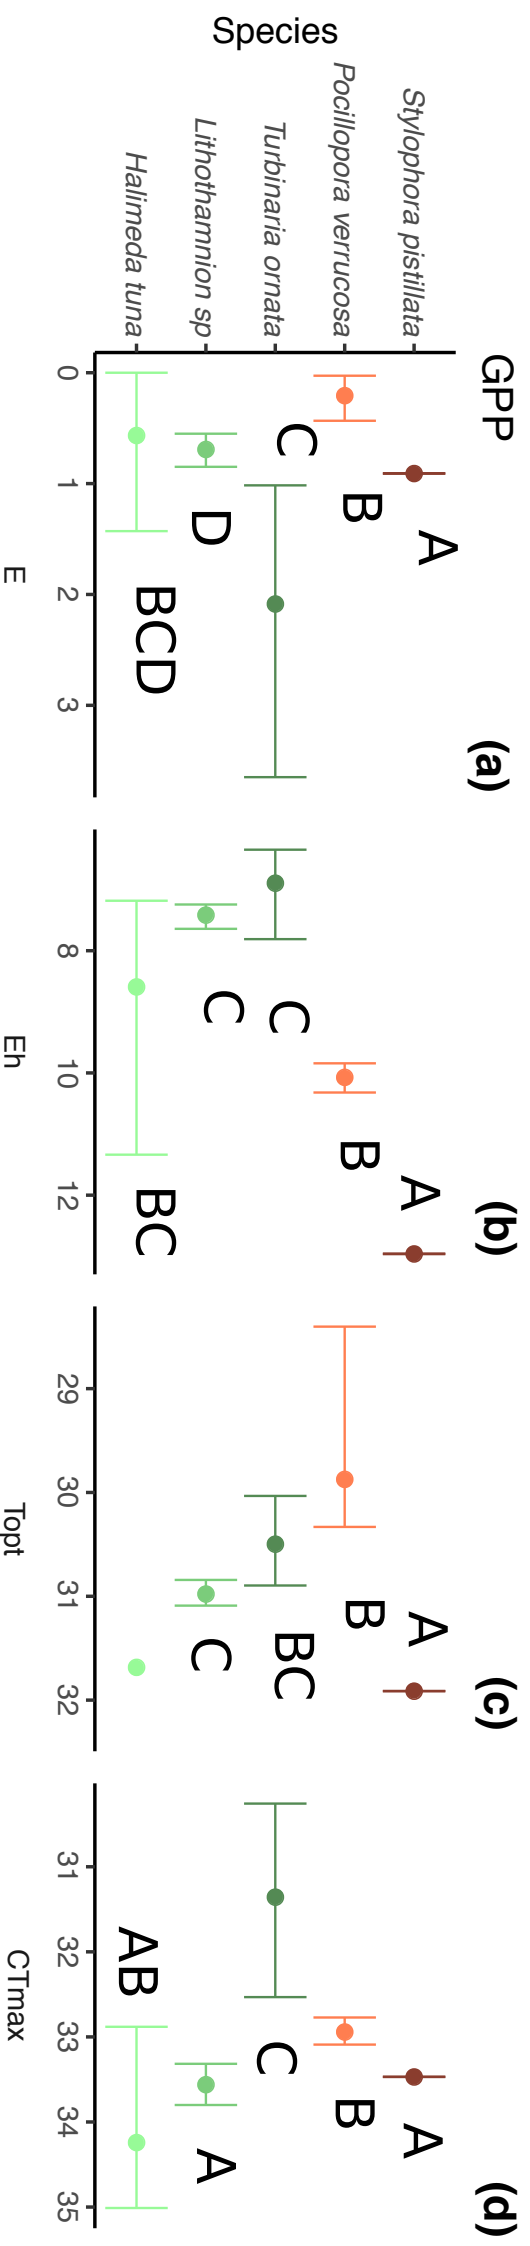 GPP
(a)
(b)
(c)
(d)
Species
Stylophora pistillata
Pocillopora verrucosa
Turbinaria ornata
Lithothamnion sp
Halimeda tuna
A
B
C
D
BCD
0 1 2 3
E
A
B
C
C
BC
8 10 12
Eh
A
B
BC
C
29 30 31 32
Topt
A
B
C
A
AB
31 32 33 34 35
CTmax